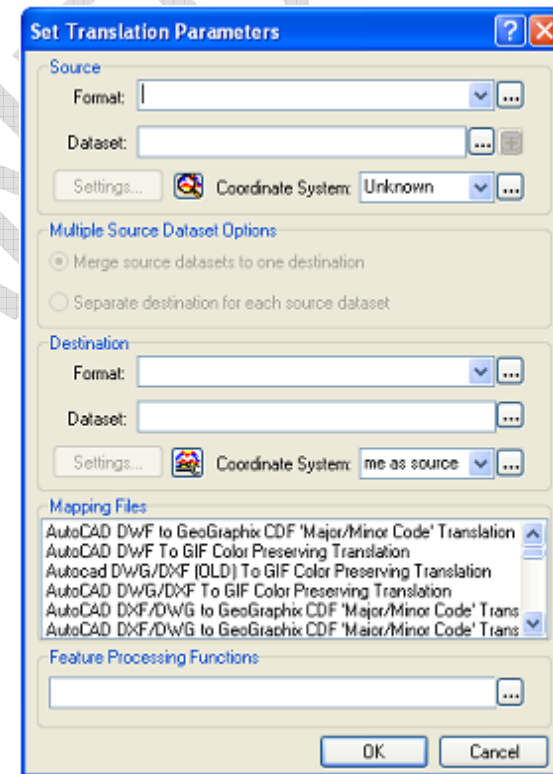 Set Translation Parameters
Source
Format:
Dataset:
Settings... Coordinate System: Unknown
Multiple Source Dataset Options
Merge source datasets to one destination
Separate destination for each source dataset
Destination
Format:
Dataset:
Settings... Coordinate System: me as source
Mapping Files
AutoCAD DWF to GeoGraphix CDF 'Major/Minor Code' Translation
AutoCAD DWF To GIF Color Preserving Translation
Autocad DWG/DXF (OLD) To GIF Color Preserving Translation
AutoCAD DWG/DXF To GIF Color Preserving Translation
AutoCAD DXF/DWG to GeoGraphix CDF 'Major/Minor Code' Trans
AutoCAD DXF/DWG to GeoGraphix CDF 'Major/Minor Code' Trans
Feature Processing Functions
...
OK Cancel